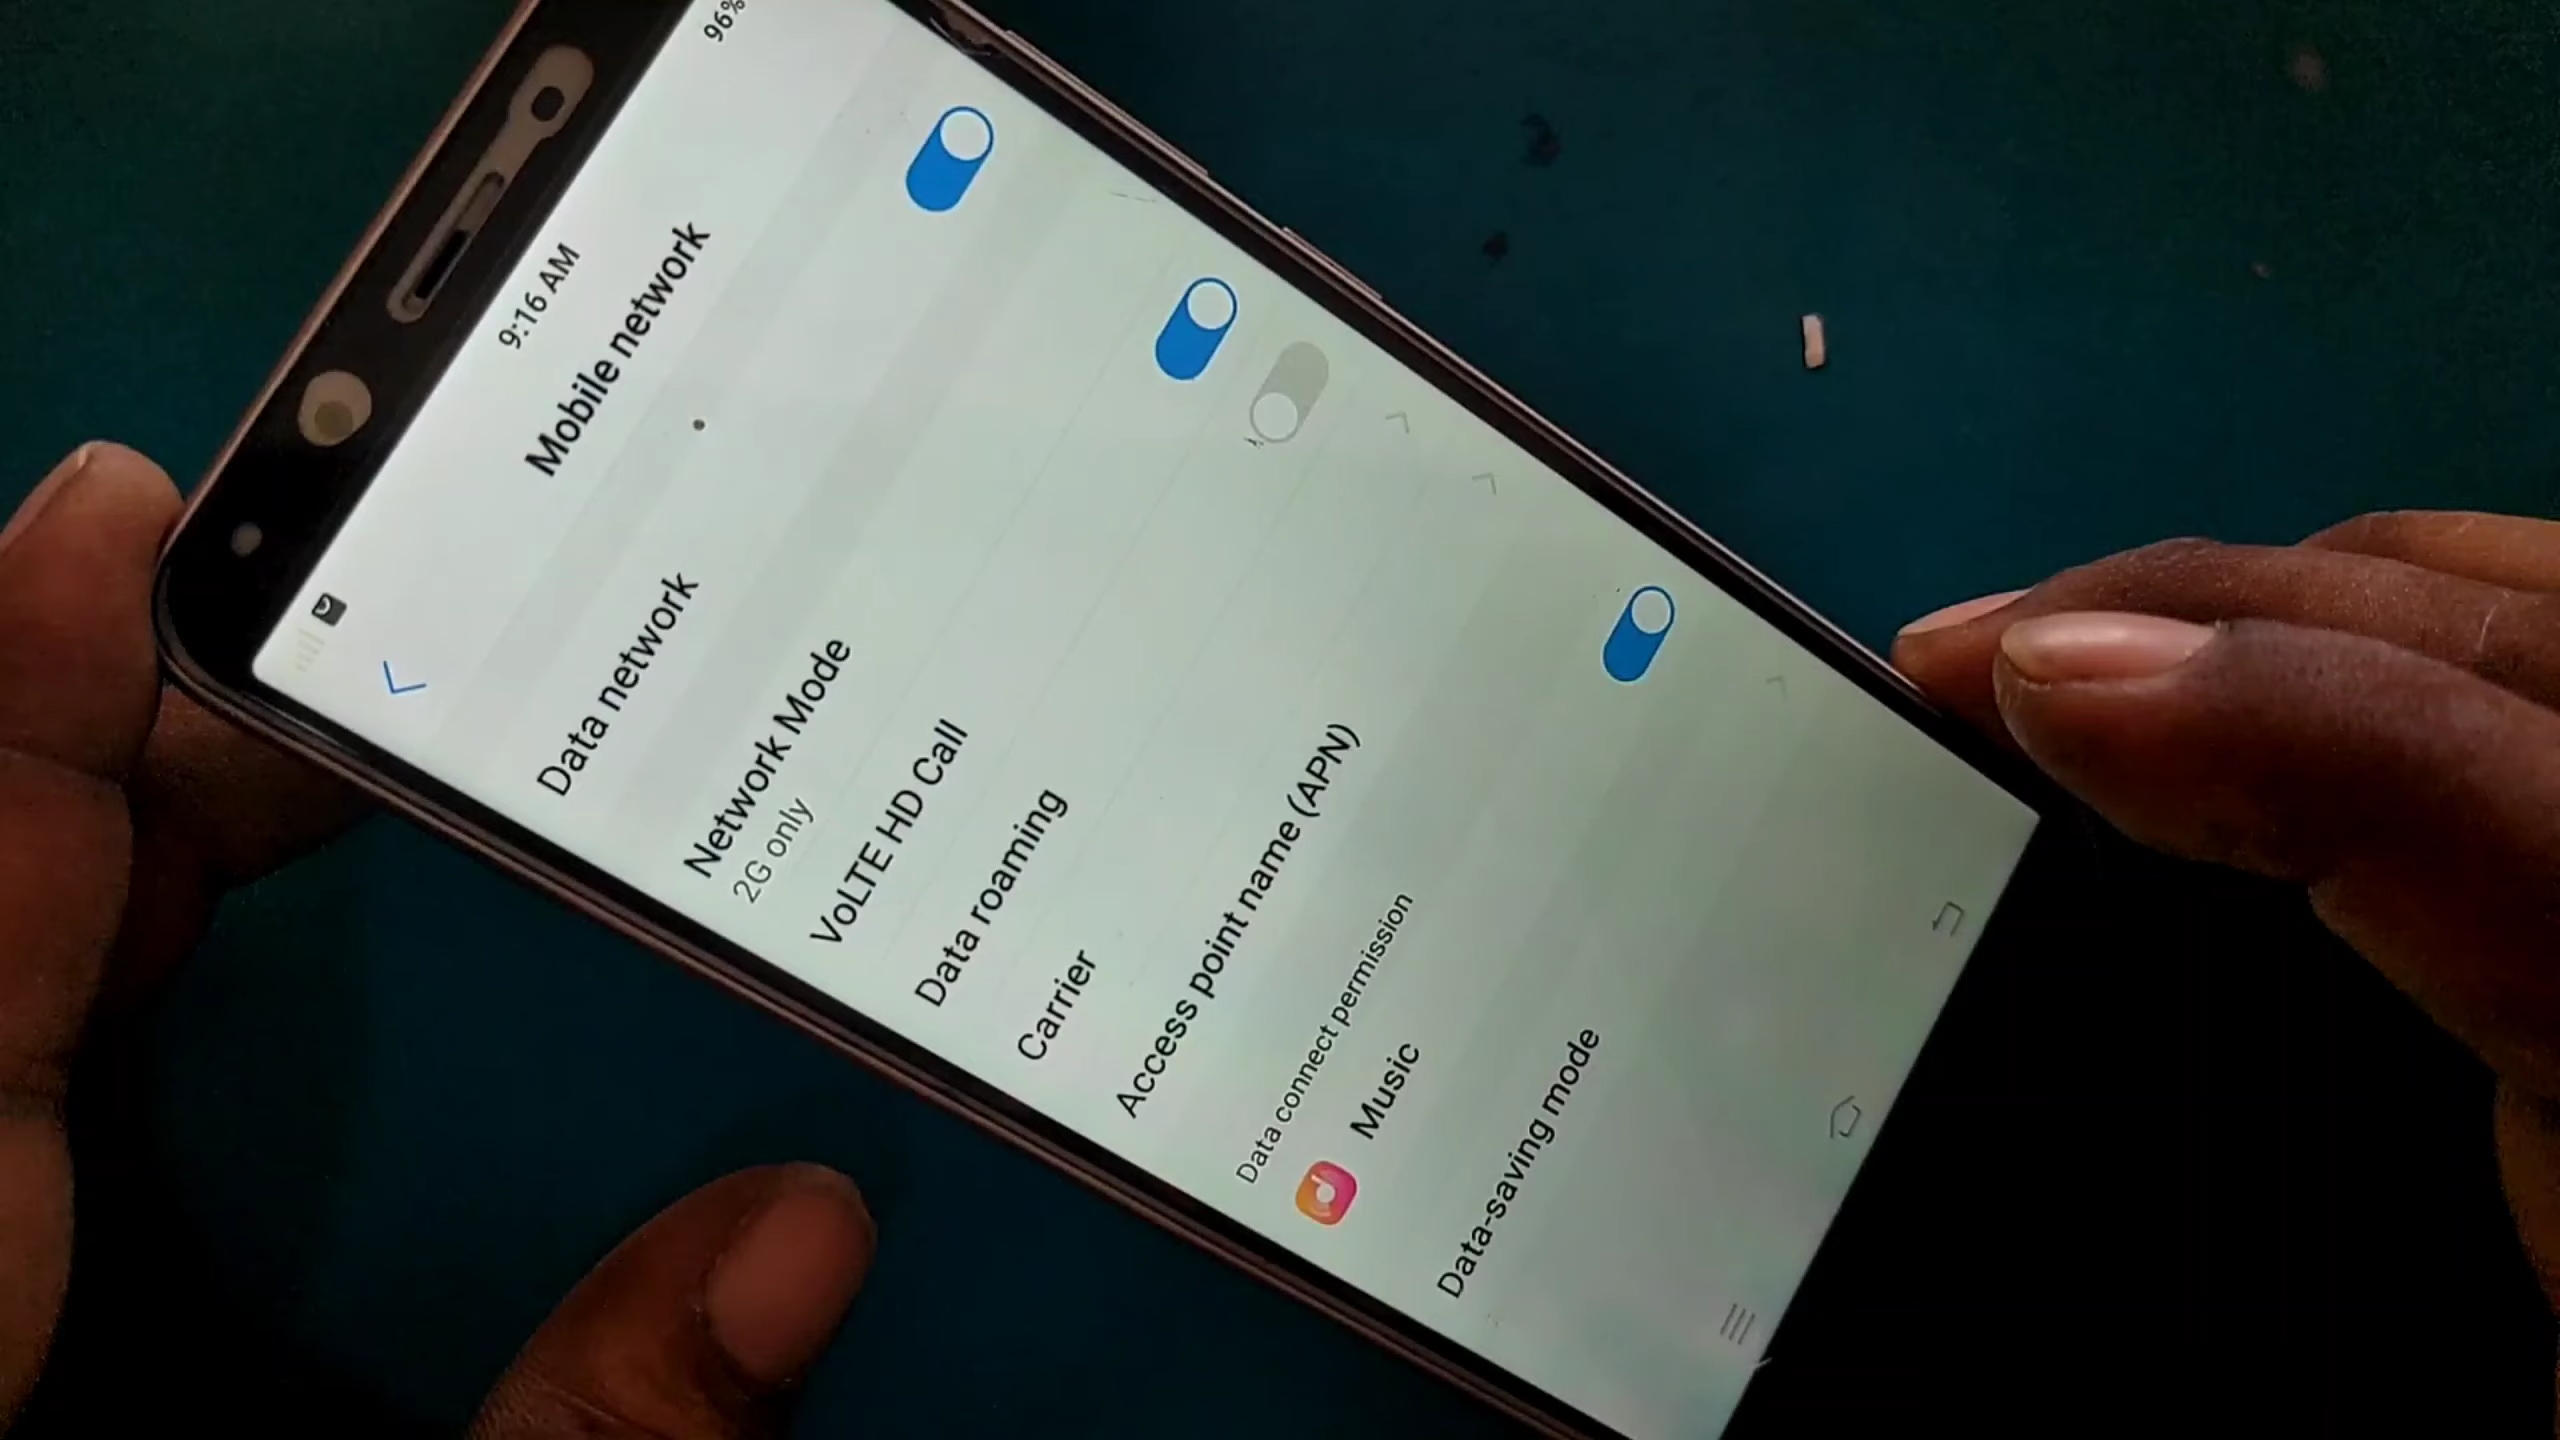 9:16 AM
96%
Mobile network
Data network
Network Mode
2G only
VoLTE HD Call
Data roaming
Carrier
Access point name (APN)
Data connect permission
Music
Data-saving mode